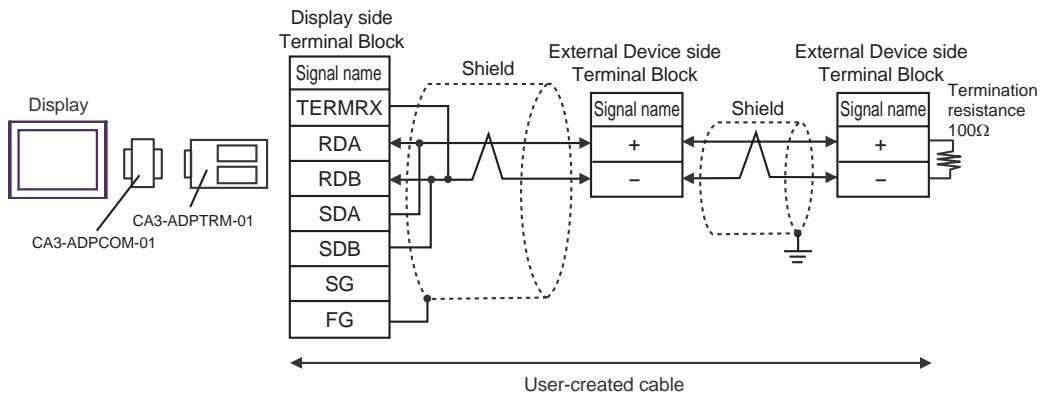 Display
CA3-ADPCOM-01
CA3-ADPTRM-01
Display side
Terminal Block
Signal name
TERMRX
RDA
RDB
SDA
SDB
SG
FG
Shield
External Device side
Terminal Block
Signal name
+
−
Shield
External Device side
Terminal Block
Signal name
+
−
Termination
resistance
100Ω
User-created cable